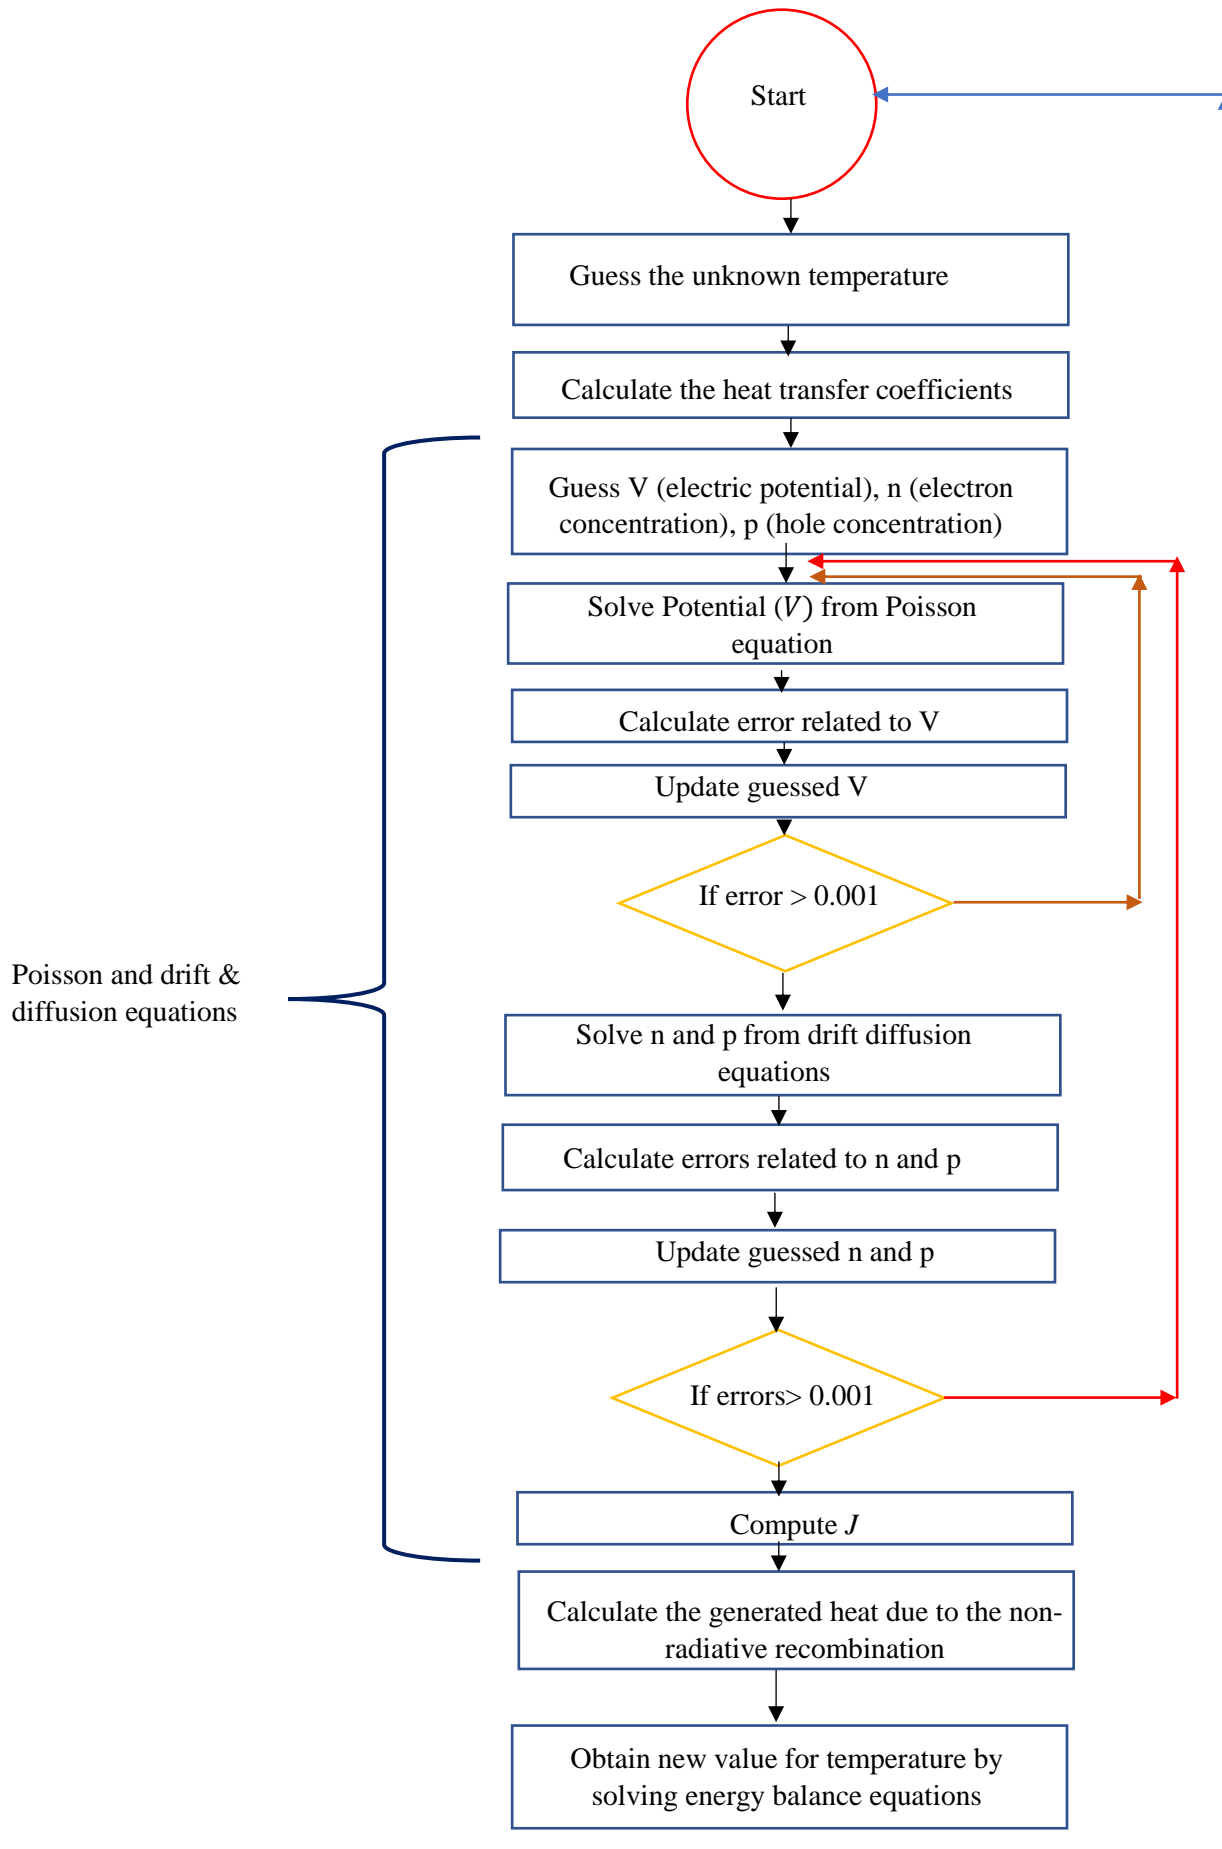 Start
Guess the unknown temperature
Calculate the heat transfer coefficients
Guess V (electric potential), n (electron
concentration), p (hole concentration)
Solve Potential (V) from Poisson
equation
Calculate error related to V
Update guessed V
If error > 0.001
Poisson and drift &
diffusion equations
Solve n and p from drift diffusion
equations
Calculate errors related to n and p
Update guessed n and p
If errors> 0.001
Compute J
Calculate the generated heat due to the non-
radiative recombination
Obtain new value for temperature by
solving energy balance equations